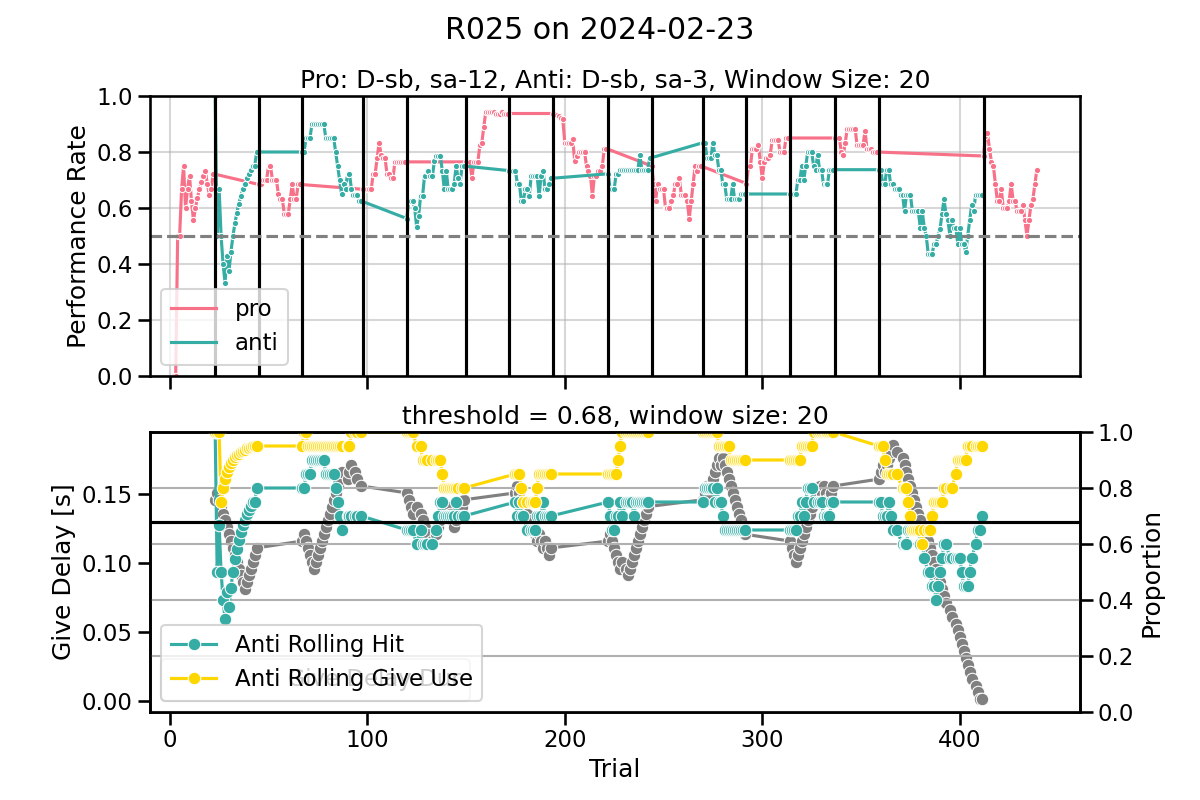 R025 on 2024-02-23
Pro: D-sb, sa-12, Anti: D-sb, sa-3, Window Size: 20
Performance Rate
1.0
0.8
0.6
0.4
0.2
0.0
pro
anti
threshold = 0.68, window size: 20
Give Delay [s]
0.15
0.10
0.05
0.00
Anti Rolling Hit
Anti Rolling Give Use
1.0
0.8
0.6
0.4
0.2
0.0
Proportion
0
100
200
300
400
Trial